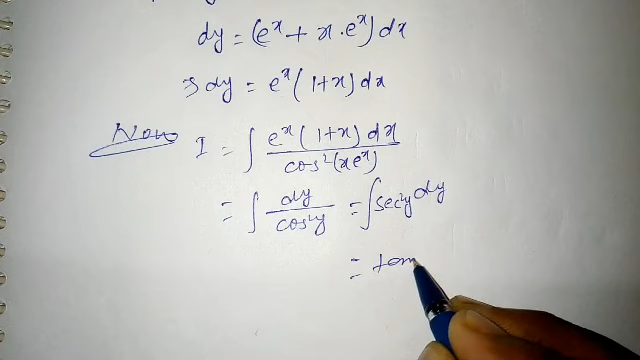 dy = (e^x + x.e^x) dx
⇒ dy = e^x (1+x) dx
Now I = ∫ e^x (1+x) dx / cos²(xe^x)
= ∫ dy / cos²y = ∫ sec²y dy
= tan